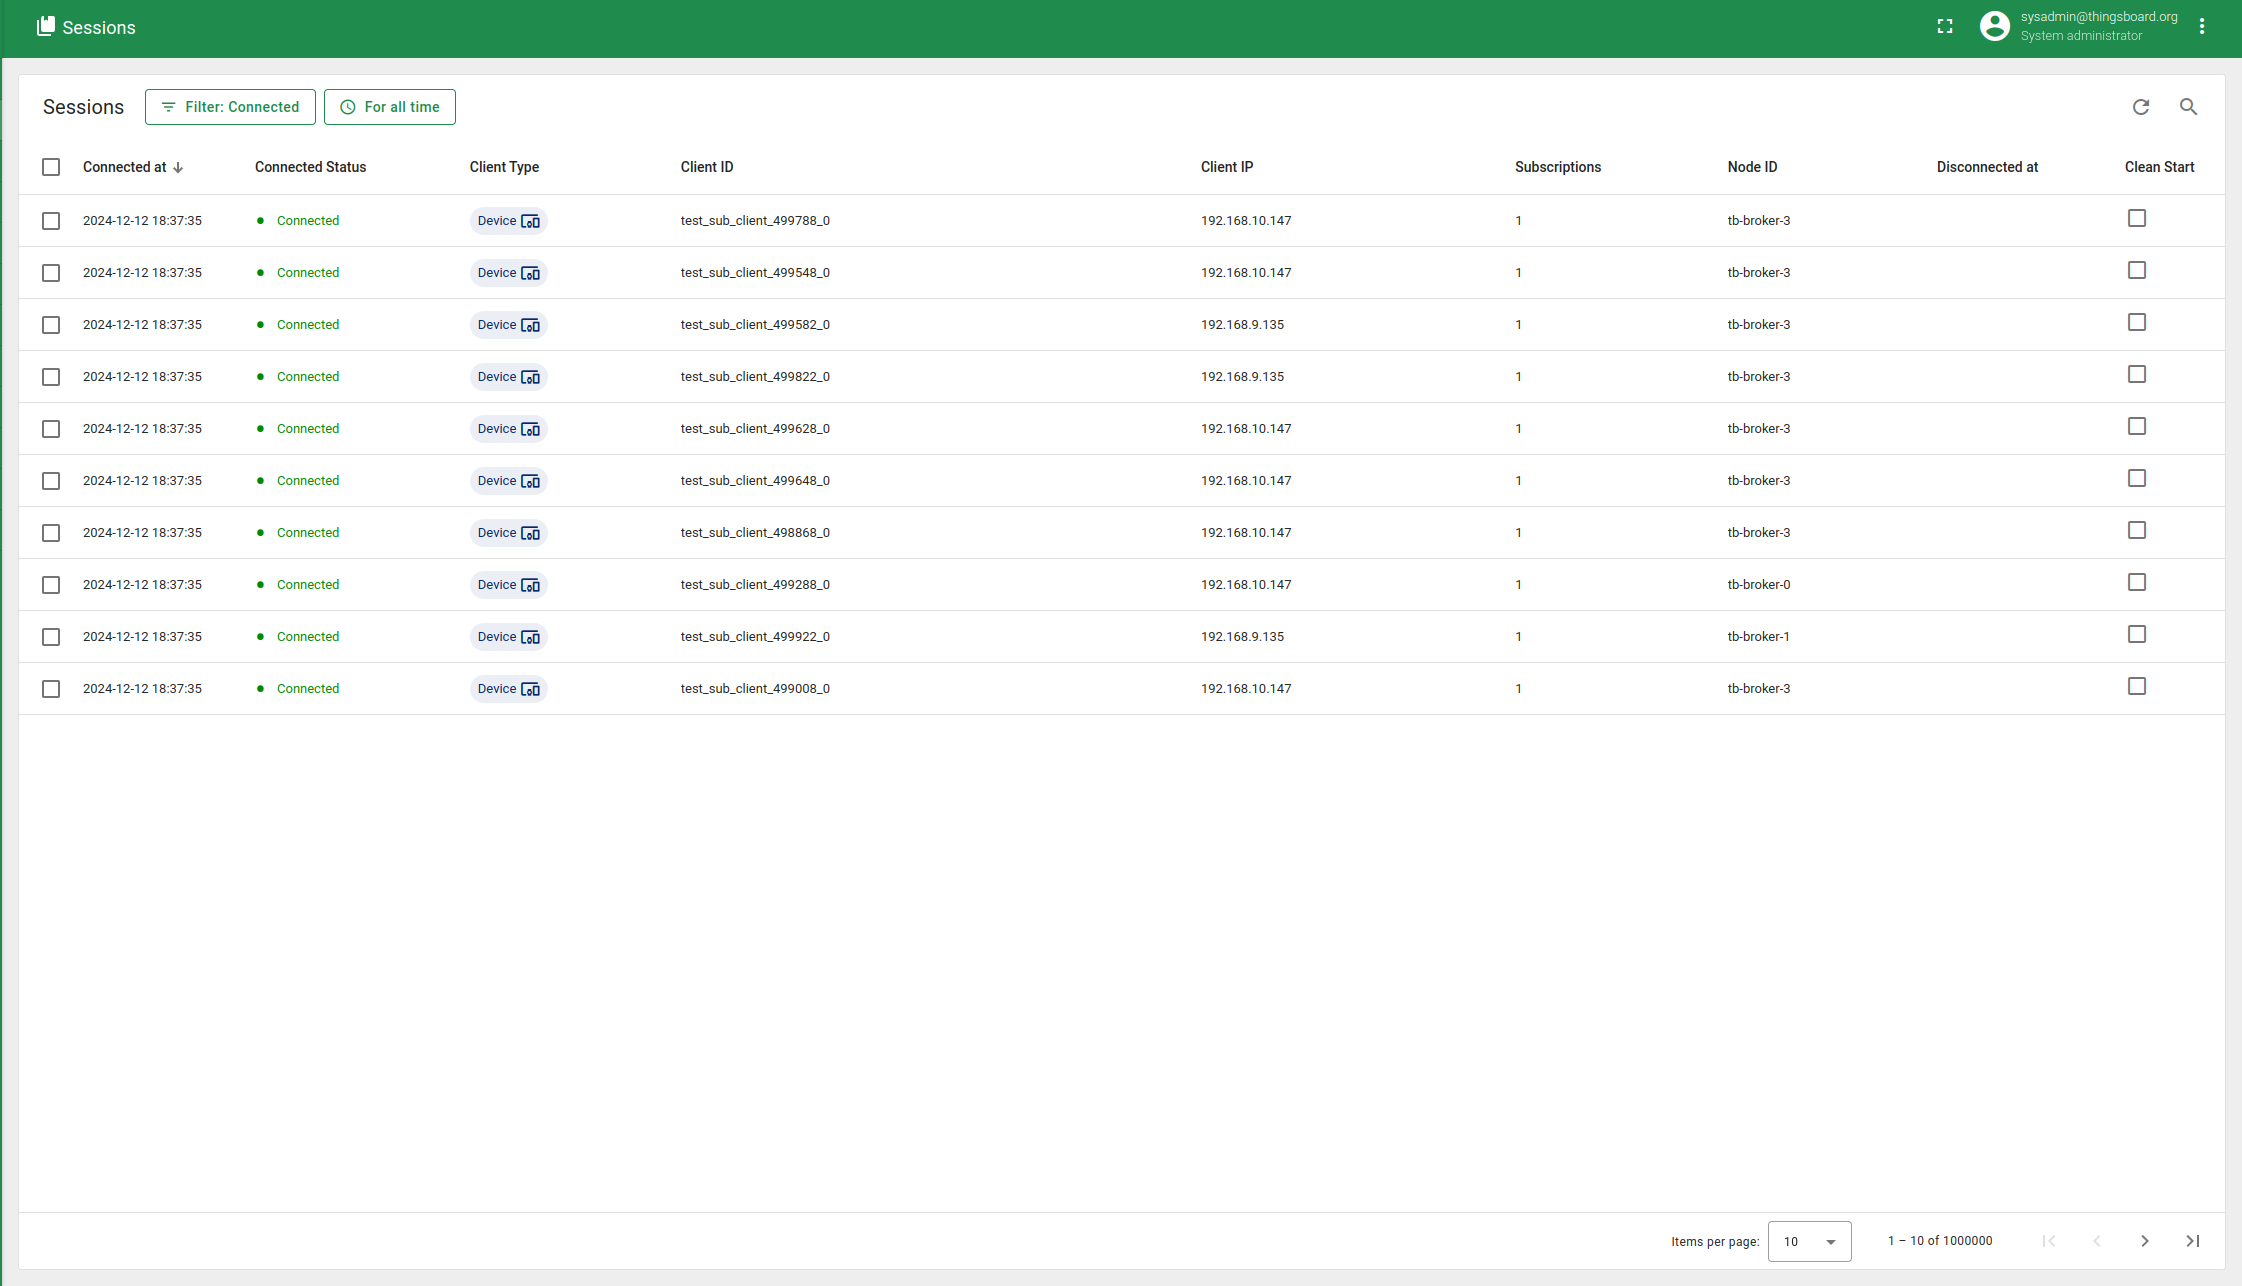 Sessions
sysadmin@thingsboard.org
System administrator
Sessions Filter: Connected For all time
Connected at Connected Status Client Type Client ID Client IP Subscriptions Node ID Disconnected at Clean Start
2024-12-12 18:37:35 Connected Device test_sub_client_499788_0 192.168.10.147 1 tb-broker-3
2024-12-12 18:37:35 Connected Device test_sub_client_499548_0 192.168.10.147 1 tb-broker-3
2024-12-12 18:37:35 Connected Device test_sub_client_499582_0 192.168.9.135 1 tb-broker-3
2024-12-12 18:37:35 Connected Device test_sub_client_499822_0 192.168.9.135 1 tb-broker-3
2024-12-12 18:37:35 Connected Device test_sub_client_499628_0 192.168.10.147 1 tb-broker-3
2024-12-12 18:37:35 Connected Device test_sub_client_499648_0 192.168.10.147 1 tb-broker-3
2024-12-12 18:37:35 Connected Device test_sub_client_498868_0 192.168.10.147 1 tb-broker-3
2024-12-12 18:37:35 Connected Device test_sub_client_499288_0 192.168.10.147 1 tb-broker-0
2024-12-12 18:37:35 Connected Device test_sub_client_499922_0 192.168.9.135 1 tb-broker-1
2024-12-12 18:37:35 Connected Device test_sub_client_499008_0 192.168.10.147 1 tb-broker-3
Items per page: 10 1 – 10 of 1000000